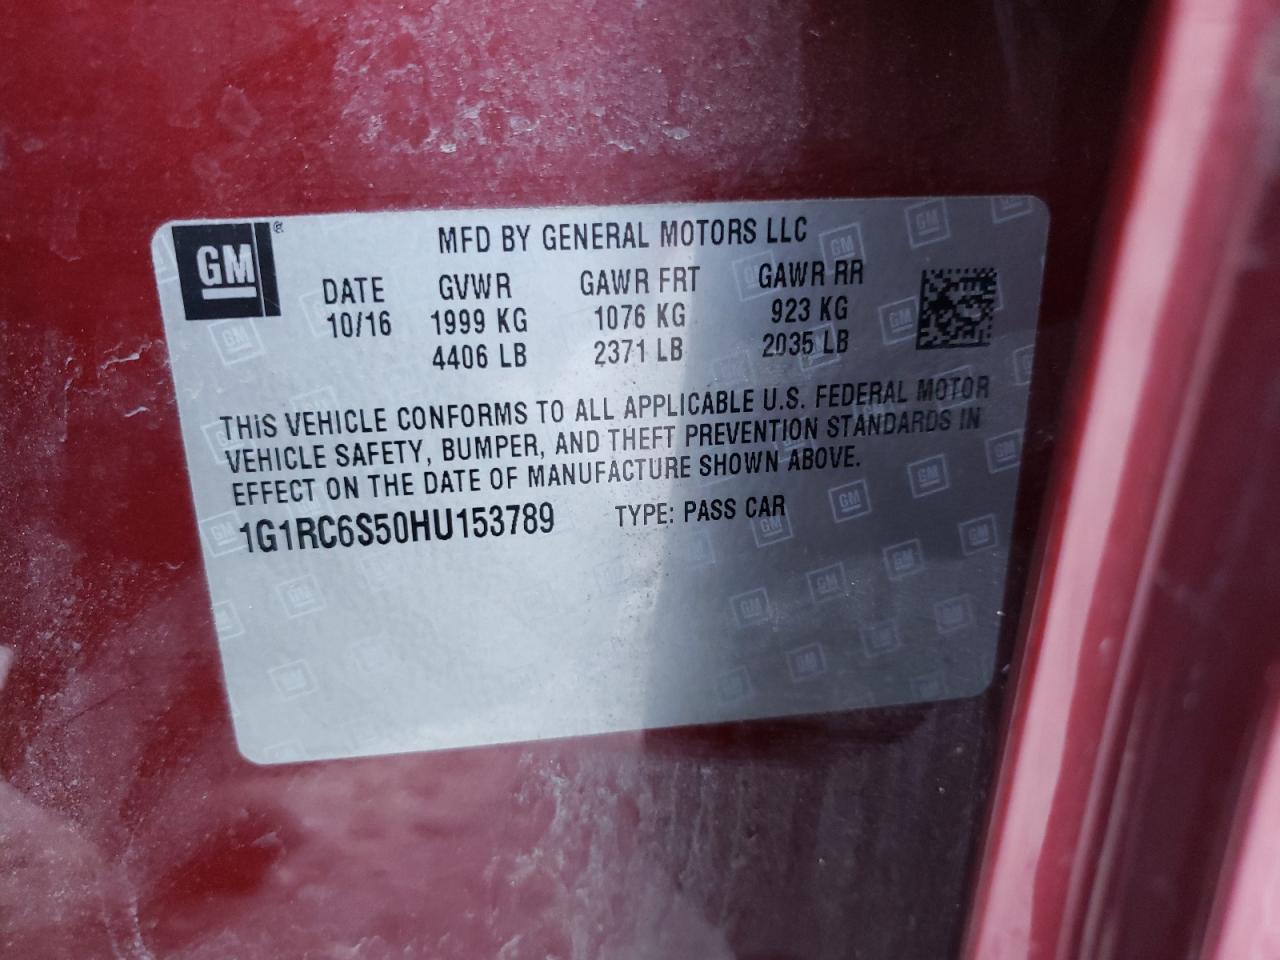 GM®
MFD BY GENERAL MOTORS LLC
DATE GVWR GAWR FRT GAWR RR
10/16 1999 KG 1076 KG 923 KG
4406 LB 2371 LB 2035 LB
THIS VEHICLE CONFORMS TO ALL APPLICABLE U.S. FEDERAL MOTOR
VEHICLE SAFETY, BUMPER, AND THEFT PREVENTION STANDARDS IN
EFFECT ON THE DATE OF MANUFACTURE SHOWN ABOVE.
1G1RC6S50HU153789 TYPE: PASS CAR